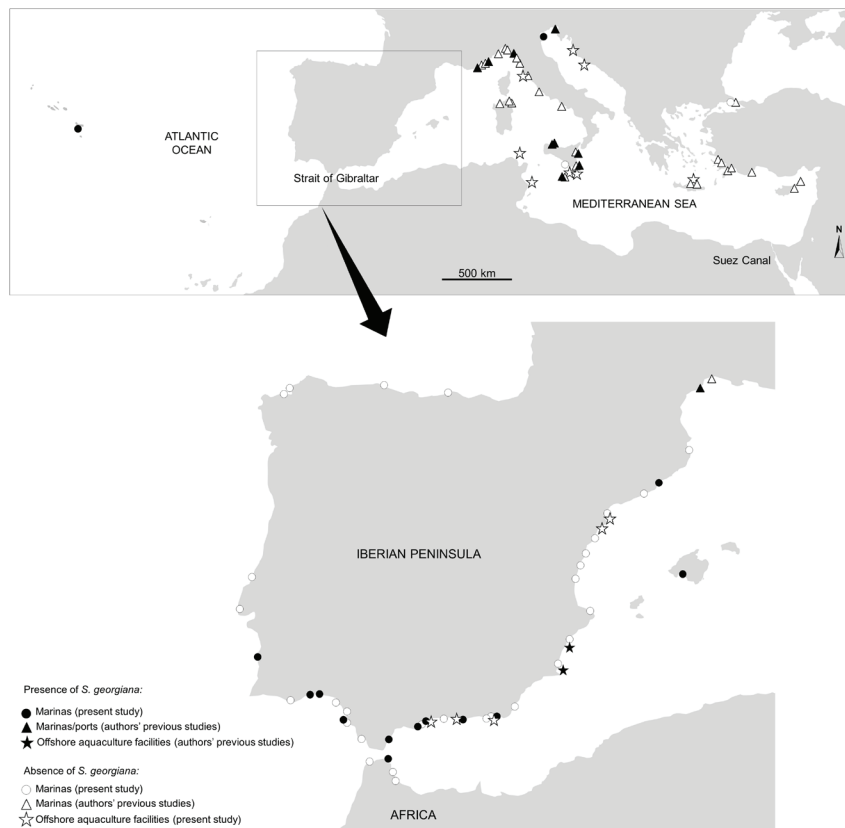 ATLANTIC
OCEAN
Strait of Gibraltar
MEDITERRANEAN SEA
N
Suez Canal
500 km
IBERIAN PENINSULA
AFRICA
Presence of S. georgiana:
Marinas (present study)
Marinas/ports (authors' previous studies)
Offshore aquaculture facilities (authors' previous studies)
Absence of S. georgiana:
Marinas (present study)
Marinas (authors' previous studies)
Offshore aquaculture facilities (present study)